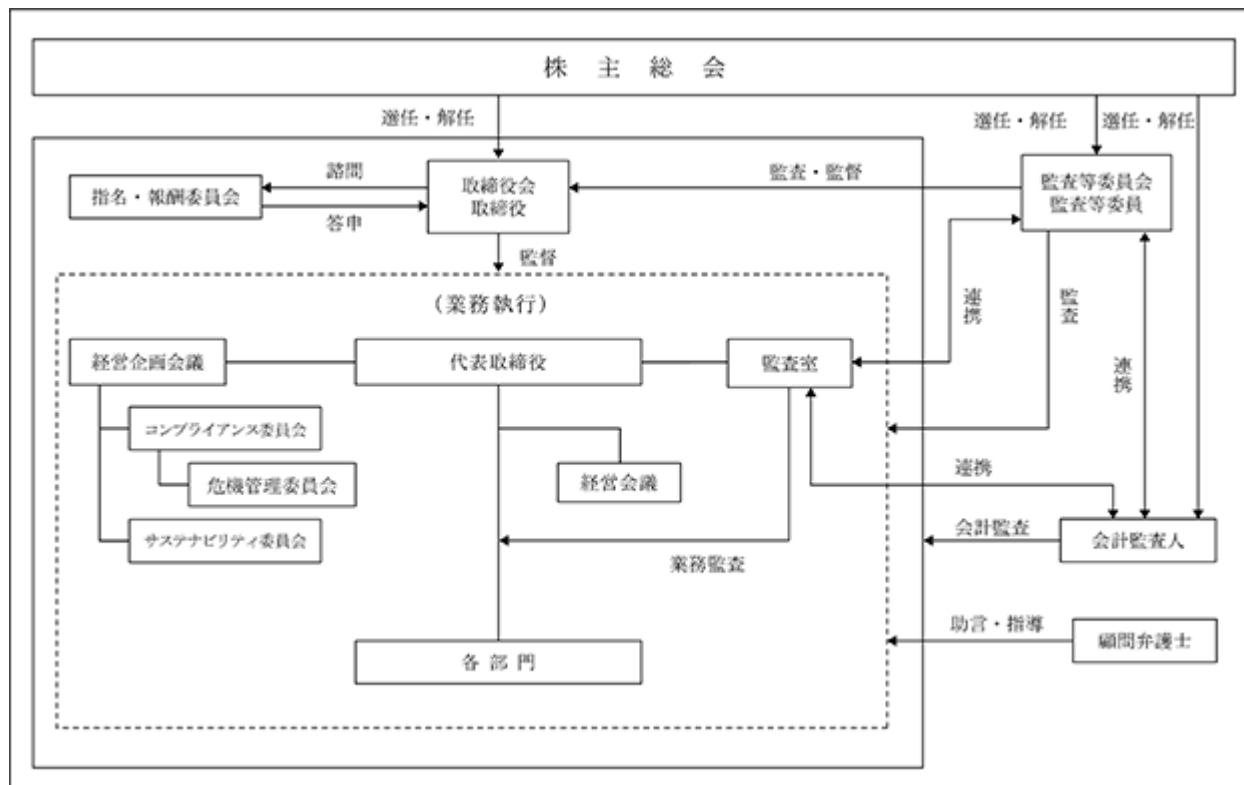 株主総会
選任・解任
選任・解任
選任・解任
諮問
指名・報酬委員会
答申
取締役会
取締役
監査・監督
監査等委員会
監査等委員
監督
(業務執行)
連携
監査
経営企画会議
代表取締役
監査室
連携
コンプライアンス委員会
危機管理委員会
経営会議
連携
サステナビリティ委員会
業務監査
会計監査
会計監査人
助言・指導
顧問弁護士
各部門